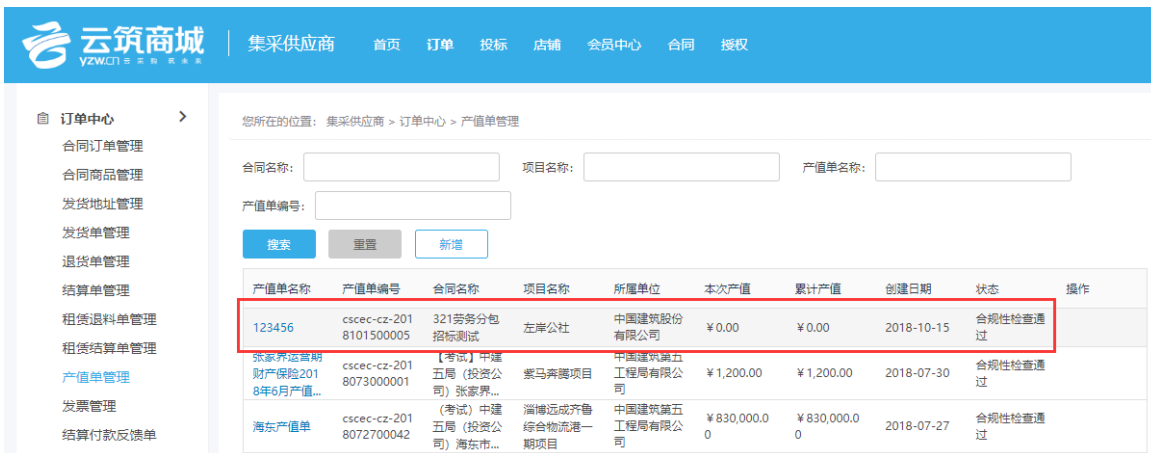 云筑商城
yzw.cn 云采购 筑未来
集采供应商 首页 订单 投标 店铺 会员中心 合同 授权
订单中心
合同订单管理
合同商品管理
发货地址管理
发货单管理
退货单管理
结算单管理
租赁退料单管理
租赁结算单管理
产值单管理
发票管理
结算付款反馈单
您所在的位置： 集采供应商 > 订单中心 > 产值单管理
合同名称： 项目名称： 产值单名称：
产值单编号：
搜索 重置 新增
产值单名称 产值单编号 合同名称 项目名称 所属单位 本次产值 累计产值 创建日期 状态 操作
123456 cscec-cz-201 321劳务分包 左岸公社 中国建筑股份 ￥0.00 ￥0.00 2018-10-15 合规性检查通
8101500005 招标测试 有限公司 过
张家界运营期 cscec-cz-201 【考试】中建 紫马奔腾项目 中国建筑第五 ￥1,200.00 ￥1,200.00 2018-07-30 合规性检查通
财产保险201 8073000001 五局（投资公 工程局有限公 过
8年6月产值... 司）张家界... 司
海东产值单 cscec-cz-201 （考试）中建 淄博远成齐鲁 中国建筑第五 ￥830,000.0 ￥830,000.0 2018-07-27 合规性检查通
8072700042 五局（投资公 综合物流港一 工程局有限公 0 0 过
司）海东市... 期项目 司